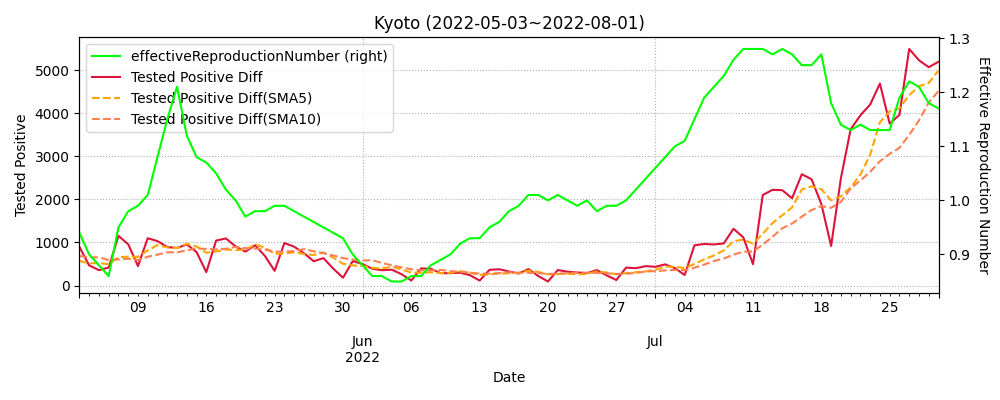 Kyoto (2022-05-03~2022-08-01)
effectiveReproductionNumber (right)
Tested Positive Diff
Tested Positive Diff(SMA5)
Tested Positive Diff(SMA10)
Tested Positive
5000
4000
3000
2000
1000
0
1.3
1.2
1.1
1.0
0.9
Effective Reproduction Number
09 16 23 30 06 13 20 27 04 11 18 25
Jun Jul
2022
Date